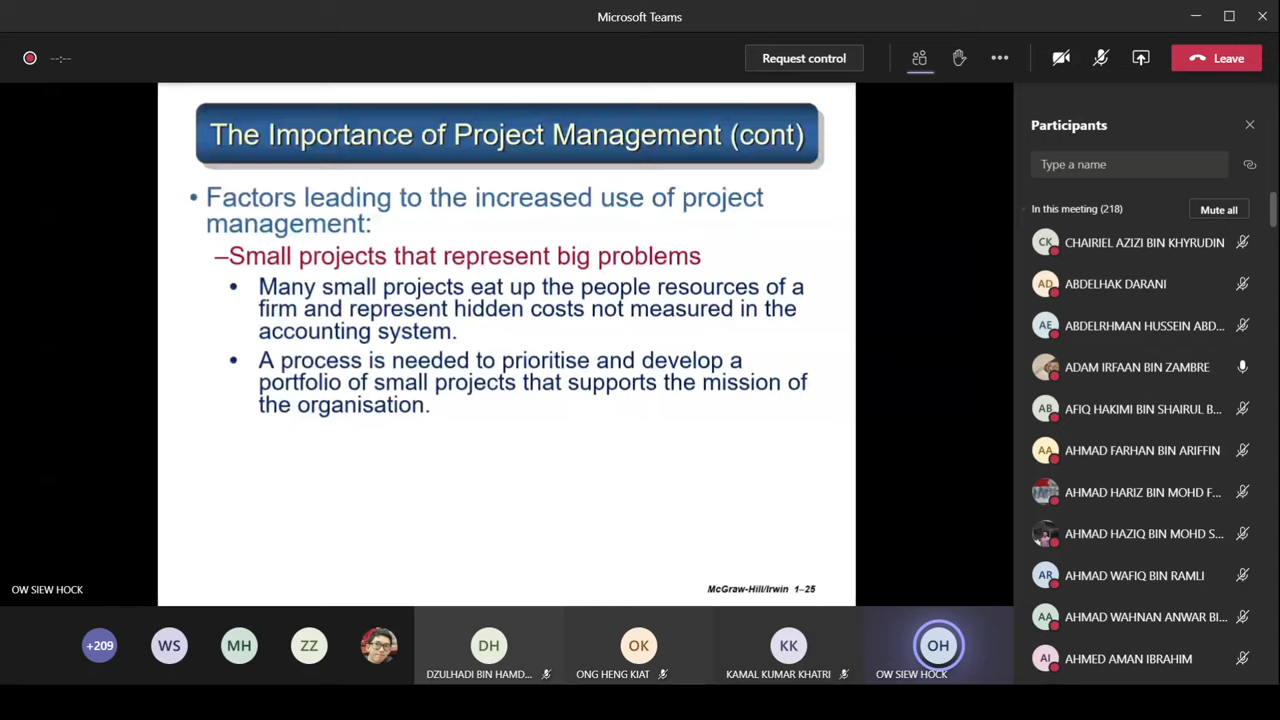 Microsoft Teams
--:--
Request control
Leave
The Importance of Project Management (cont)
• Factors leading to the increased use of project
management:
–Small projects that represent big problems
• Many small projects eat up the people resources of a
firm and represent hidden costs not measured in the
accounting system.
• A process is needed to prioritise and develop a
portfolio of small projects that supports the mission of
the organisation.
McGraw-Hill/Irwin 1–25
OW SIEW HOCK
Participants
Type a name
In this meeting (218)
Mute all
CK CHAIRIEL AZIZI BIN KHYRUDIN
AD ABDELHAK DARANI
AE ABDELRHMAN HUSSEIN ABD...
ADAM IRFAAN BIN ZAMBRE
AB AFIQ HAKIMI BIN SHAIRUL B...
AA AHMAD FARHAN BIN ARIFFIN
AHMAD HARIZ BIN MOHD F...
AHMAD HAZIQ BIN MOHD S...
AR AHMAD WAFIQ BIN RAMLI
AA AHMAD WAHNAN ANWAR BI...
AI AHMED AMAN IBRAHIM
+209
WS
MH
ZZ
DH
DZULHADI BIN HAMD...
OK
ONG HENG KIAT
KK
KAMAL KUMAR KHATRI
OH
OW SIEW HOCK